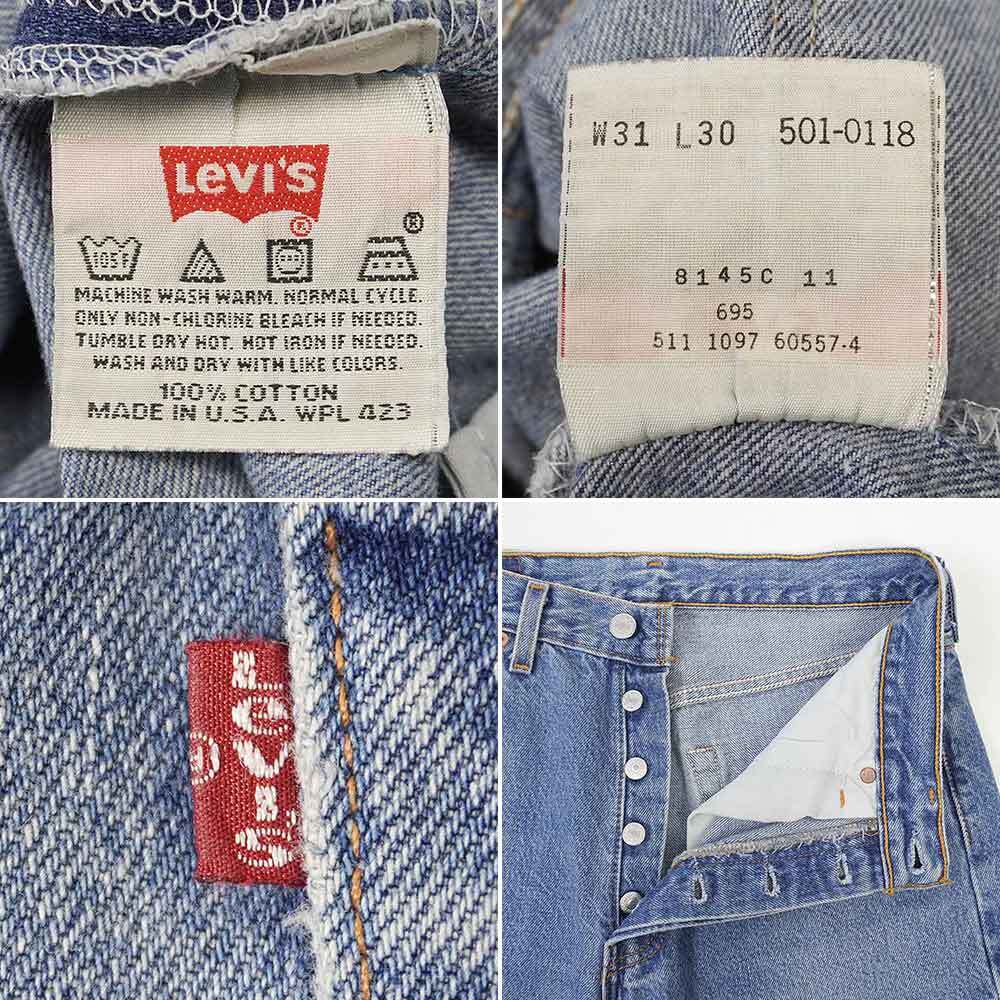 Levi's
®
105F
®
MACHINE WASH WARM. NORMAL CYCLE.
ONLY NON-CHLORINE BLEACH IF NEEDED.
TUMBLE DRY HOT. HOT IRON IF NEEDED.
WASH AND DRY WITH LIKE COLORS.
100% COTTON
MADE IN U.S.A. WPL 423
W31 L30 501-0118
8145C 11
695
511 1097 60557-4
LEVI'S
®